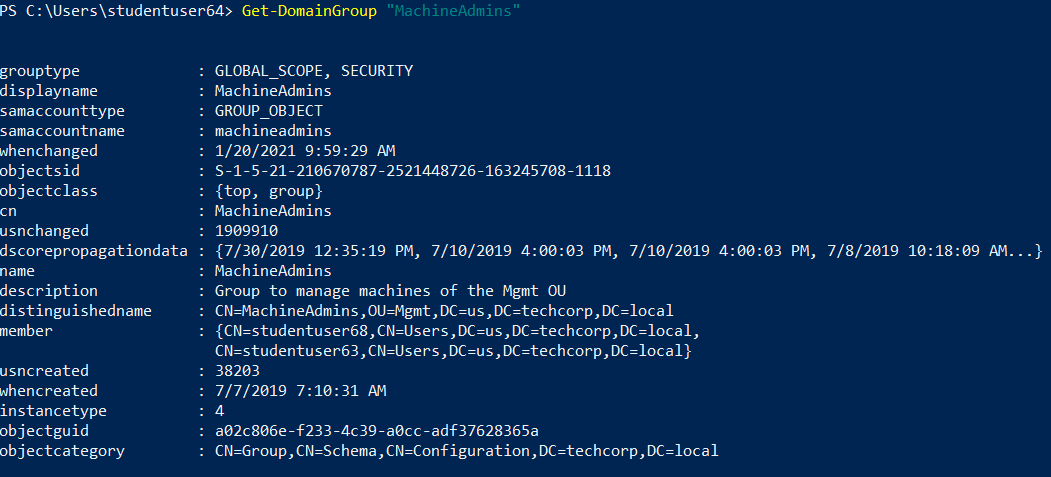 PS C:\Users\studentuser64> Get-DomainGroup "MachineAdmins"
grouptype : GLOBAL_SCOPE, SECURITY
displayname : MachineAdmins
samaccounttype : GROUP_OBJECT
samaccountname : machineadmins
whenchanged : 1/20/2021 9:59:29 AM
objectsid : S-1-5-21-210670787-2521448726-163245708-1118
objectclass : {top, group}
cn : MachineAdmins
usnchanged : 1909910
dscorepropagationdata : {7/30/2019 12:35:19 PM, 7/10/2019 4:00:03 PM, 7/10/2019 4:00:03 PM, 7/8/2019 10:18:09 AM...}
name : MachineAdmins
description : Group to manage machines of the Mgmt OU
distinguishedname : CN=MachineAdmins,OU=Mgmt,DC=us,DC=techcorp,DC=local
member : {CN=studentuser68,CN=Users,DC=us,DC=techcorp,DC=local,
CN=studentuser63,CN=Users,DC=us,DC=techcorp,DC=local}
usncreated : 38203
whencreated : 7/7/2019 7:10:31 AM
instancetype : 4
objectguid : a02c806e-f233-4c39-a0cc-adf37628365a
objectcategory : CN=Group,CN=Schema,CN=Configuration,DC=techcorp,DC=local